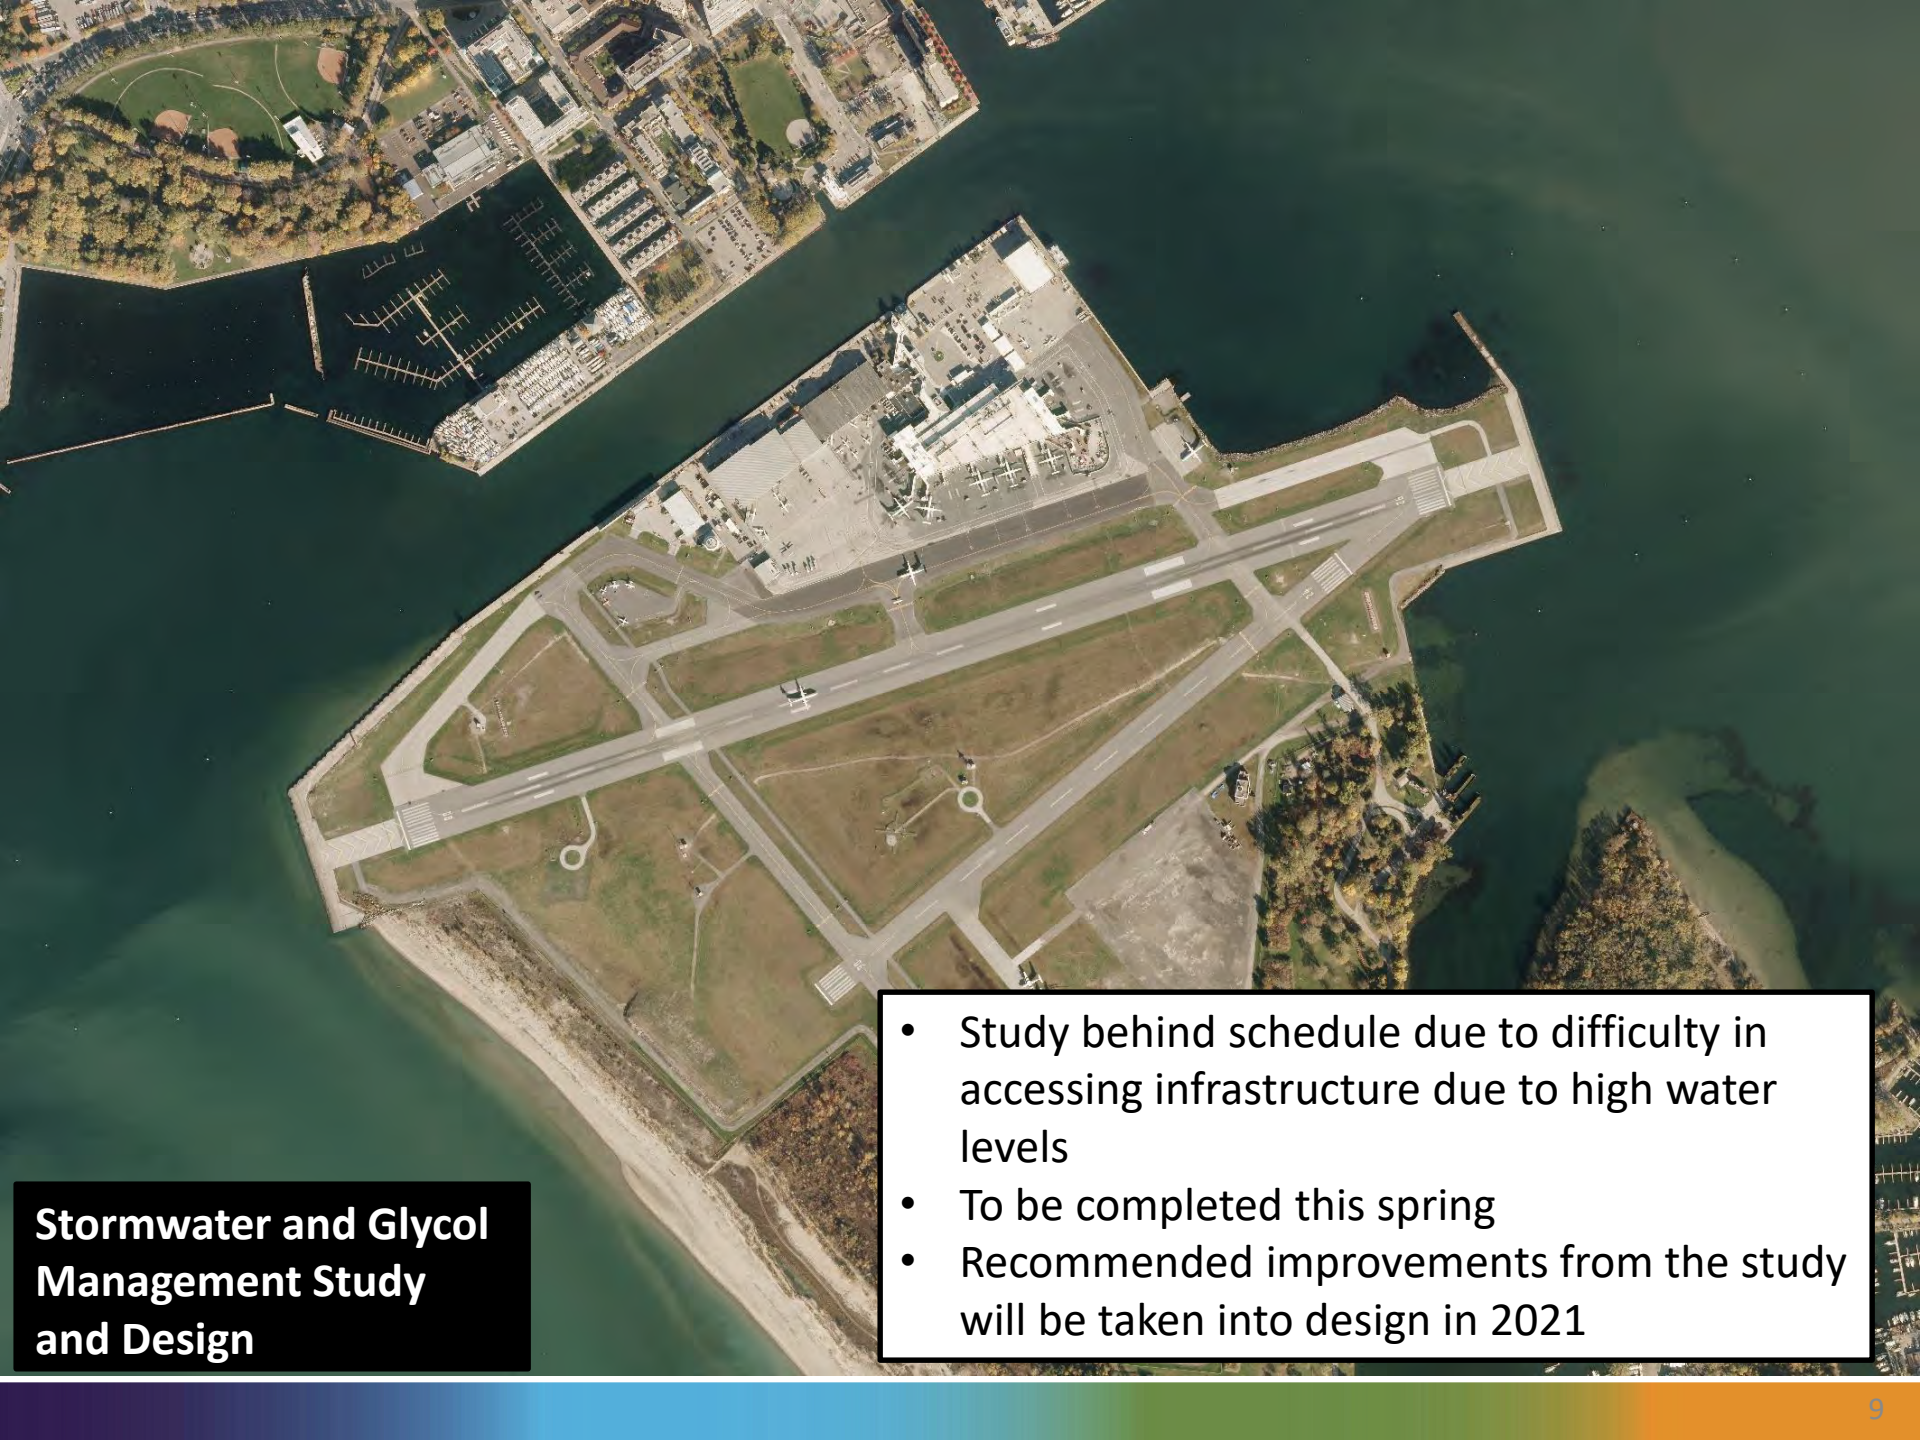 • Study behind schedule due to difficulty in
accessing infrastructure due to high water
levels
• To be completed this spring
• Recommended improvements from the study
will be taken into design in 2021
Stormwater and Glycol
Management Study
and Design
9